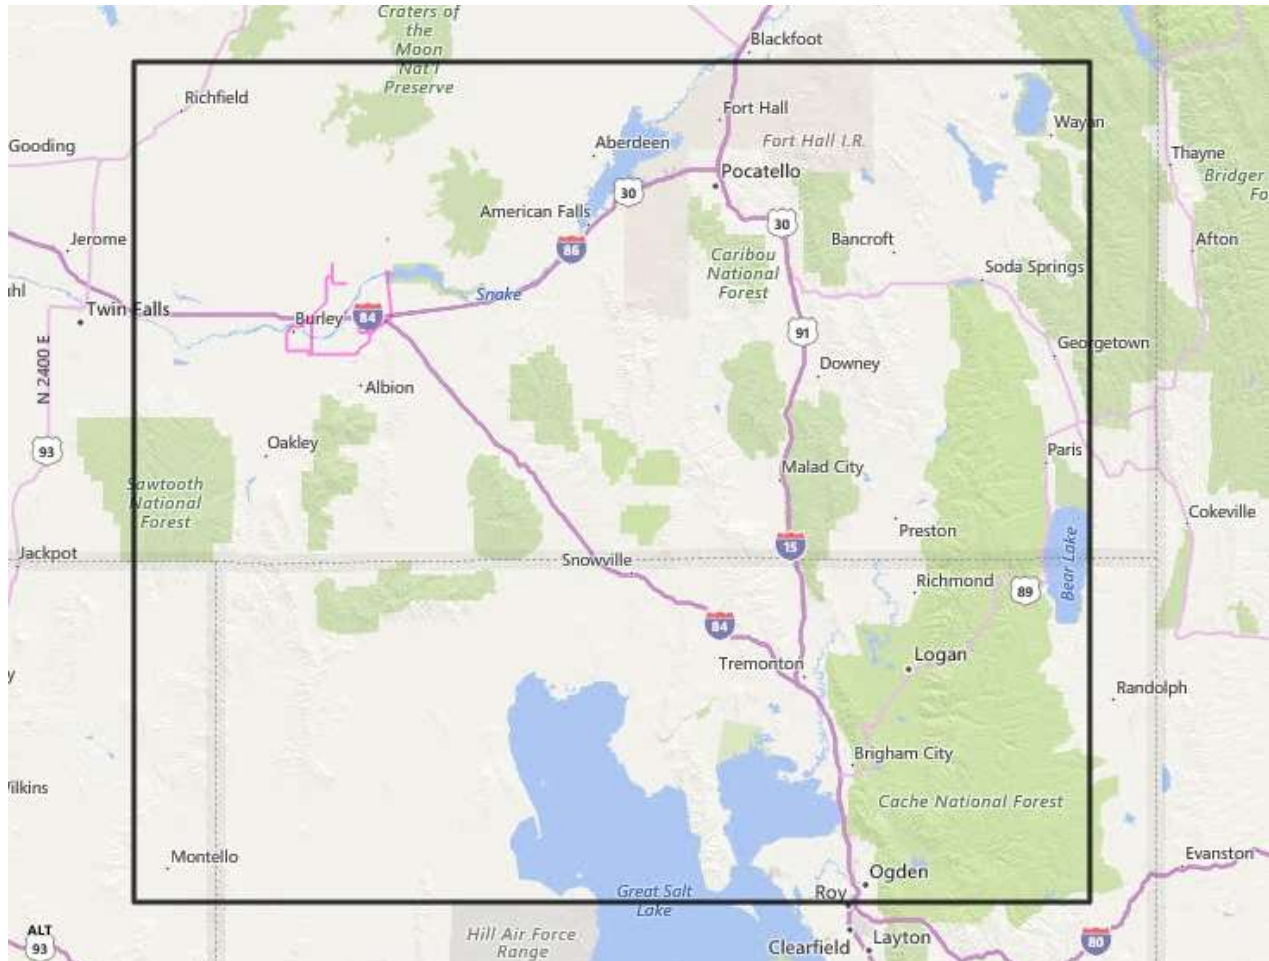 Craters of
the
Moon
Nat'l
Preserve
Blackfoot
Richfield
Fort Hall
Wayan
Gooding
Aberdeen
Fort Hall I.R.
Thayne
Pocatello
Bridger
Fo
30
American Falls
30
Jerome
86
Bancroft
Afton
Caribou
National
Forest
Soda Springs
uhl
Snake
Twin Falls
Burley
84
91
Georgetown
N 2400 E
Downey
Albion
Oakley
93
Paris
Malad City
Sawtooth
National
Forest
Cokeville
Preston
Jackpot
15
Snowville
Bear Lake
Richmond
89
84
Logan
Tremonton
y
Randolph
Brigham City
Vilkins
Cache National Forest
Montello
Evanston
Ogden
Great Salt
Lake
Roy
ALT
93
Hill Air Force
Range
Layton
80
Clearfield